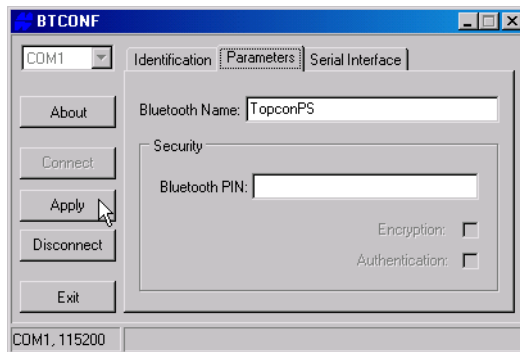 BTCONF
COM1
Identification Parameters Serial Interface
About
Bluetooth Name: TopconPS
Security
Connect
Bluetooth PIN:
Apply
Encryption:
Disconnect
Authentication:
Exit
COM1, 115200